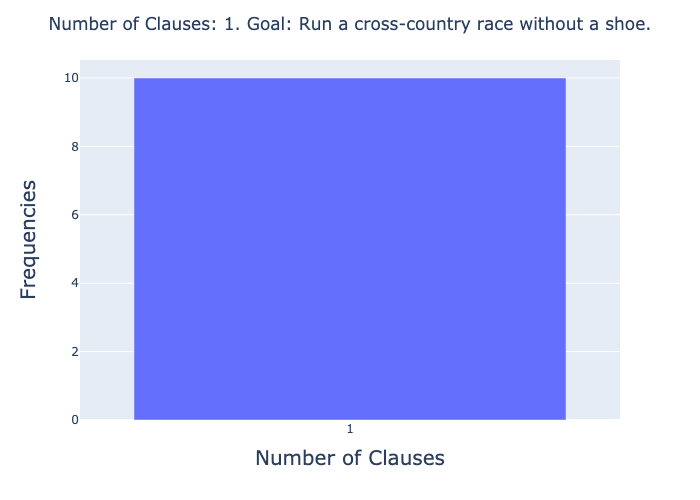 Number of Clauses: 1. Goal: Run a cross-country race without a shoe.
Frequencies
10
8
6
4
2
0
1
Number of Clauses